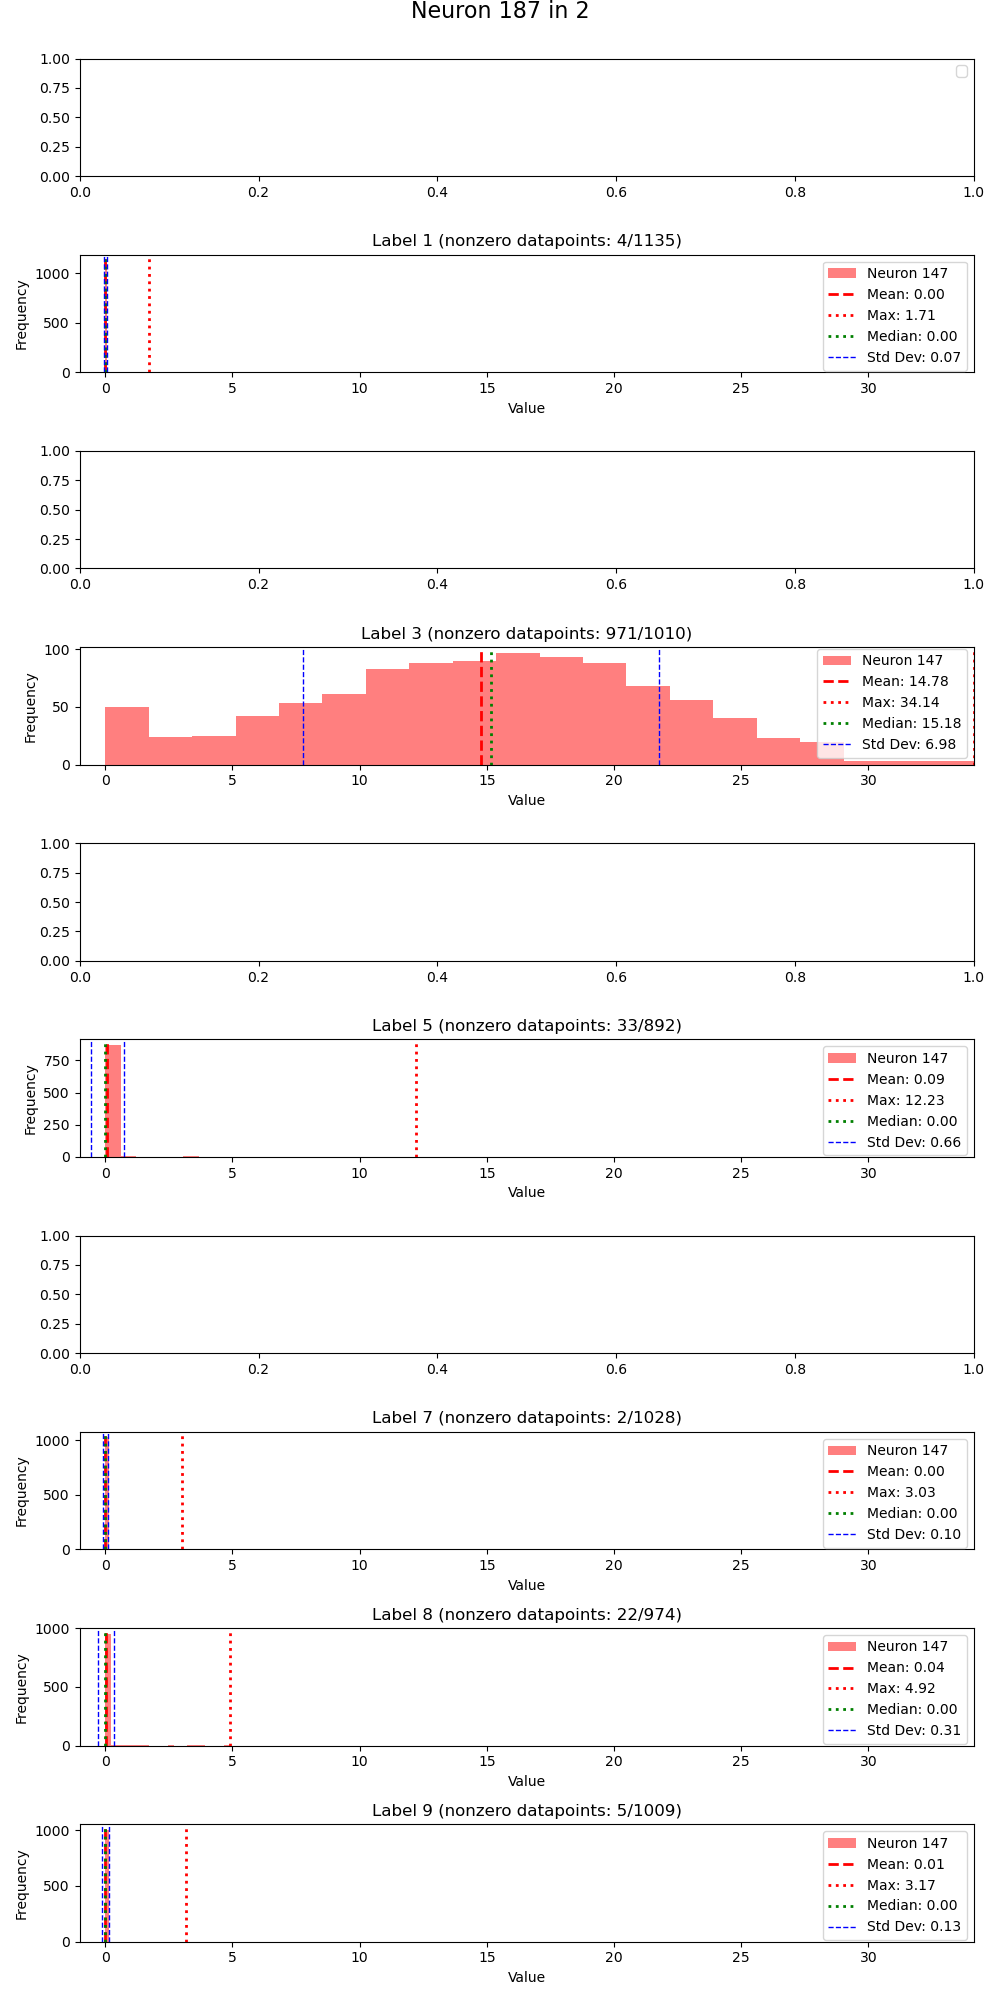 Neuron 187 in 2
1.00
0.75
0.50
0.25
0.00
0.0 0.2 0.4 0.6 0.8 1.0
Label 1 (nonzero datapoints: 4/1135)
Frequency
1000
500
0
Neuron 147
Mean: 0.00
Max: 1.71
Median: 0.00
Std Dev: 0.07
0 5 10 15 20 25 30
Value
1.00
0.75
0.50
0.25
0.00
0.0 0.2 0.4 0.6 0.8 1.0
Label 3 (nonzero datapoints: 971/1010)
Frequency
100
50
0
Neuron 147
Mean: 14.78
Max: 34.14
Median: 15.18
Std Dev: 6.98
0 5 10 15 20 25 30
Value
1.00
0.75
0.50
0.25
0.00
0.0 0.2 0.4 0.6 0.8 1.0
Label 5 (nonzero datapoints: 33/892)
Frequency
750
500
250
0
Neuron 147
Mean: 0.09
Max: 12.23
Median: 0.00
Std Dev: 0.66
0 5 10 15 20 25 30
Value
1.00
0.75
0.50
0.25
0.00
0.0 0.2 0.4 0.6 0.8 1.0
Label 7 (nonzero datapoints: 2/1028)
Frequency
1000
500
0
Neuron 147
Mean: 0.00
Max: 3.03
Median: 0.00
Std Dev: 0.10
0 5 10 15 20 25 30
Value
Label 8 (nonzero datapoints: 22/974)
Frequency
1000
500
0
Neuron 147
Mean: 0.04
Max: 4.92
Median: 0.00
Std Dev: 0.31
0 5 10 15 20 25 30
Value
Label 9 (nonzero datapoints: 5/1009)
Frequency
1000
500
0
Neuron 147
Mean: 0.01
Max: 3.17
Median: 0.00
Std Dev: 0.13
0 5 10 15 20 25 30
Value